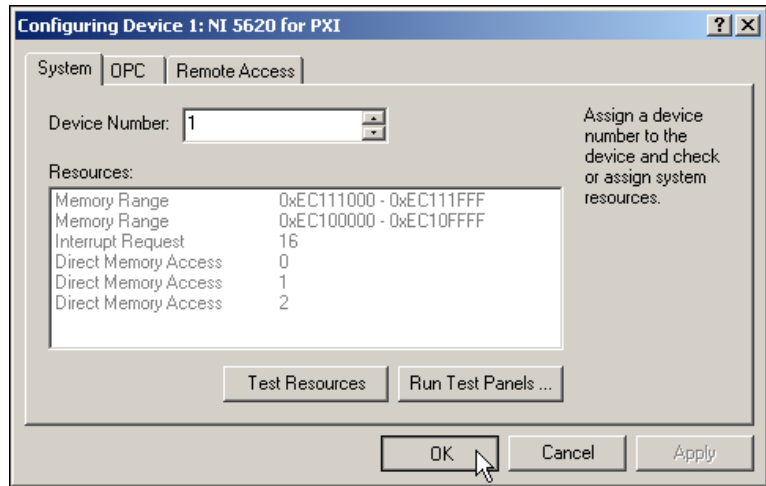 Configuring Device 1: NI 5620 for PXI
System OPC Remote Access
Device Number: 1
Assign a device
number to the
device and check
or assign system
resources.
Resources:
Memory Range 0xEC111000 - 0xEC111FFF
Memory Range 0xEC100000 - 0xEC10FFFF
Interrupt Request 16
Direct Memory Access 0
Direct Memory Access 1
Direct Memory Access 2
Test Resources Run Test Panels ...
OK Cancel Apply